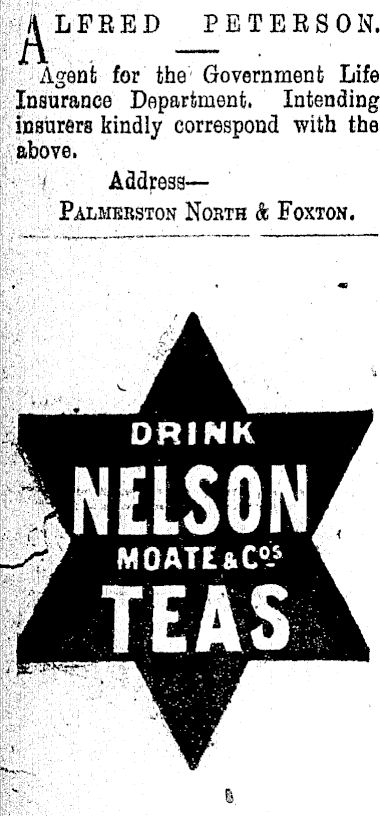 ALFRED PETERSON.
Agent for the Government Life
Insurance Department. Intending
insurers kindly correspond with the
above.
Address—
PALMERSTON NORTH & FOXTON.
DRINK
NELSON
MOATE & Cos
TEAS